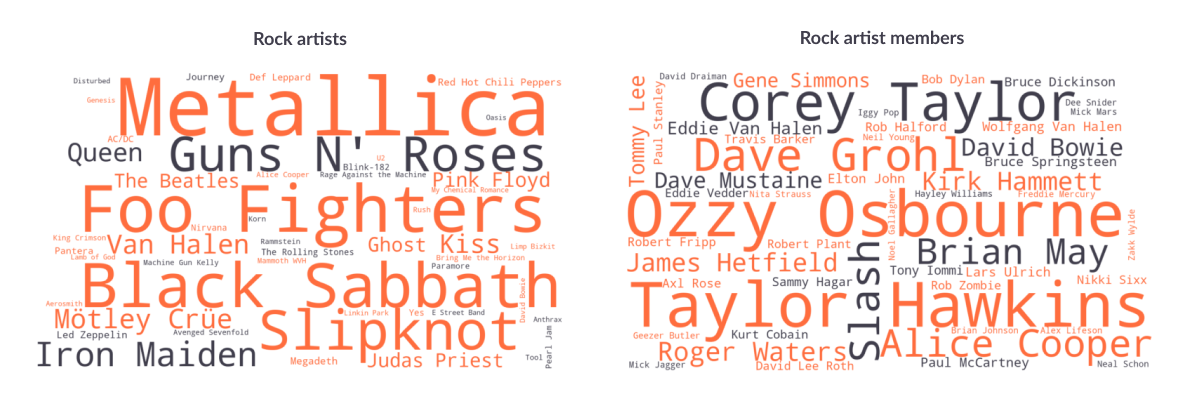 Rock artists
Disturbed
Journey
Def Leppard
Red Hot Chili Peppers
Genesis
Metallica
Oasis
AC/DC
Queen
Guns N' Roses
U2
Blink-182
The Beatles
Alice Cooper
Rage Against the Machine
Pink Floyd
My Chemical Romance
Foo Fighters
Rush
Korn
Nirvana
King Crimson
Pantera
Van Halen
Rammstein
The Rolling Stones
Ghost Kiss
Limp Bizkit
Lamb of God
Machine Gun Kelly
Mammoth WVH
Bring Me the Horizon
Paramore
Black Sabbath
David Bowie
Aerosmith
Mötley Crüe
Linkin Park
Yes
E Street Band
Anthrax
Led Zeppelin
Avenged Sevenfold
Slipknot
Pearl Jam
Iron Maiden
Megadeth
Judas Priest
Tool
Rock artist members
Tommy Lee
David Draiman
Gene Simmons
Bob Dylan
Bruce Dickinson
Paul Stanley
Corey Taylor
Dee Snider
Iggy Pop
Mick Mars
Eddie Van Halen
Rob Halford
Wolfgang Van Halen
Travis Barker
Neil Young
Dave Grohl
David Bowie
Bruce Springsteen
Dave Mustaine
Elton John
Kirk Hammett
Eddie Vedder
Nita Strauss
Hayley Williams
Freddie Mercury
Ozzy Osbourne
Noel Gallagher
Zakk Wylde
Robert Fripp
Robert Plant
Brian May
James Hetfield
Slash
Tony Iommi
Lars Ulrich
Axl Rose
Sammy Hagar
Rob Zombie
Nikki Sixx
Taylor Hawkins
Geezer Butler
Kurt Cobain
Brian Johnson
Alex Lifeson
Roger Waters
Alice Cooper
Mick Jagger
David Lee Roth
Paul McCartney
Neal Schon